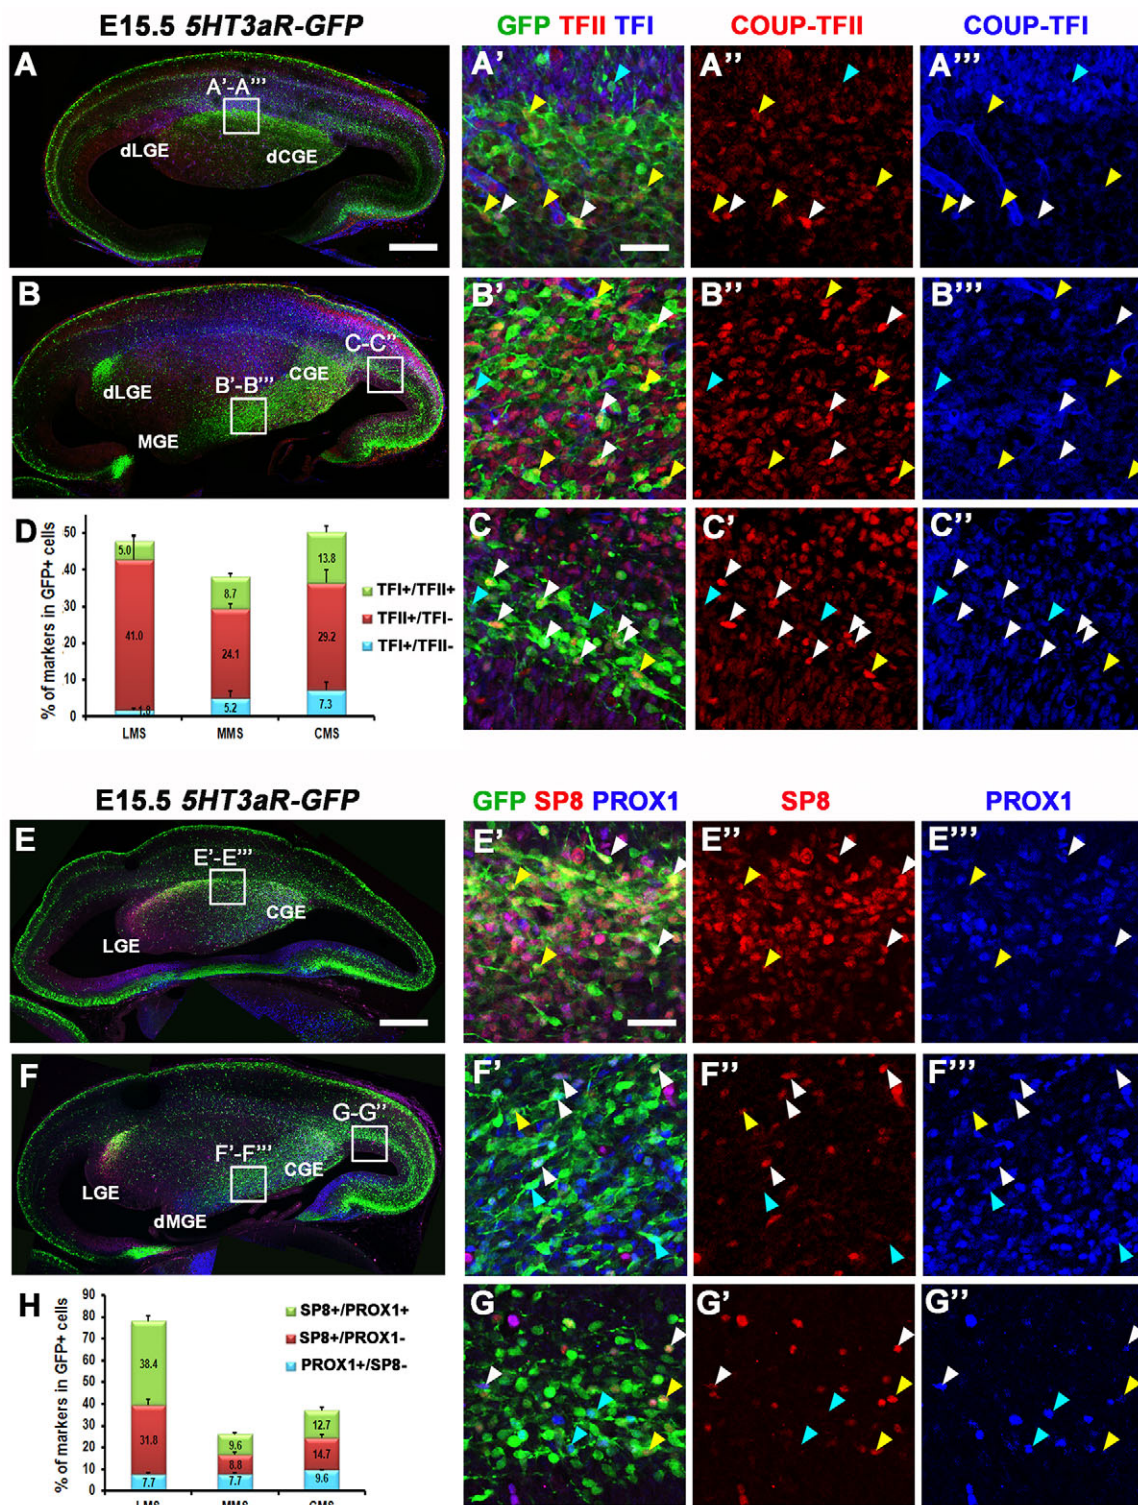 E15.5 5HT3aR-GFP
GFP TFII TFI
COUP-TFII
COUP-TFI
A
A'-A'''
dLGE
dCGE
A'
A''
A'''
B
C-C''
CGE
dLGE
B'-B'''
MGE
B'
B''
B'''
D
% of markers in GFP+ cells
50
40
30
20
10
0
5.0
41.0
1.8
8.7
24.1
5.2
13.8
29.2
7.3
LMS
MMS
CMS
TFI+/TFII+
TFII+/TFI-
TFI+/TFII-
C
C'
C''
E15.5 5HT3aR-GFP
GFP SP8 PROX1
SP8
PROX1
E
E'-E'''
CGE
LGE
E'
E''
E'''
F
G-G''
F'-F'''
CGE
LGE
dMGE
F'
F''
F'''
H
% of markers in GFP+ cells
90
80
70
60
50
40
30
20
10
0
38.4
31.8
7.7
9.6
8.8
7.7
12.7
14.7
9.6
LMS
MMS
CMS
SP8+/PROX1+
SP8+/PROX1-
PROX1+/SP8-
G
G'
G''